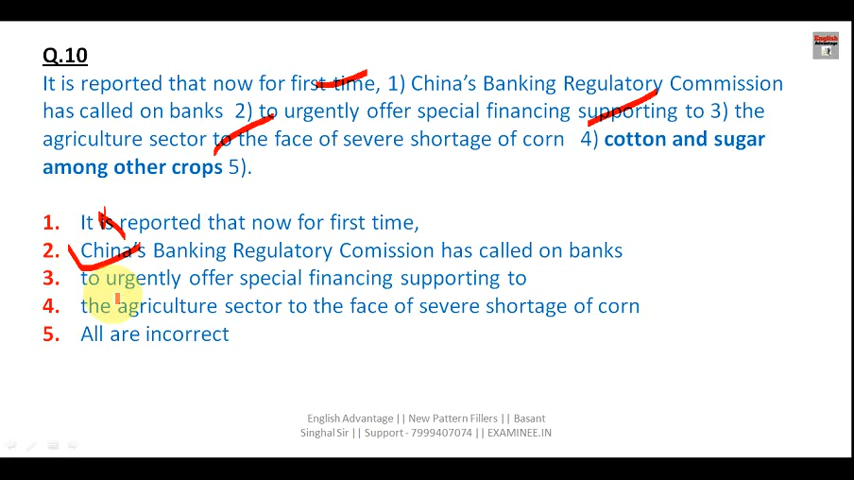 English
Advantage
Q.10
It is reported that now for first time, 1) China's Banking Regulatory Commission
has called on banks 2) to urgently offer special financing supporting to 3) the
agriculture sector to the face of severe shortage of corn 4) cotton and sugar
among other crops 5).
1. It is reported that now for first time,
2. China's Banking Regulatory Comission has called on banks
3. to urgently offer special financing supporting to
4. the agriculture sector to the face of severe shortage of corn
5. All are incorrect
English Advantage || New Pattern Fillers || Basant
Singhal Sir || Support - 7999407074 || EXAMINEE.IN